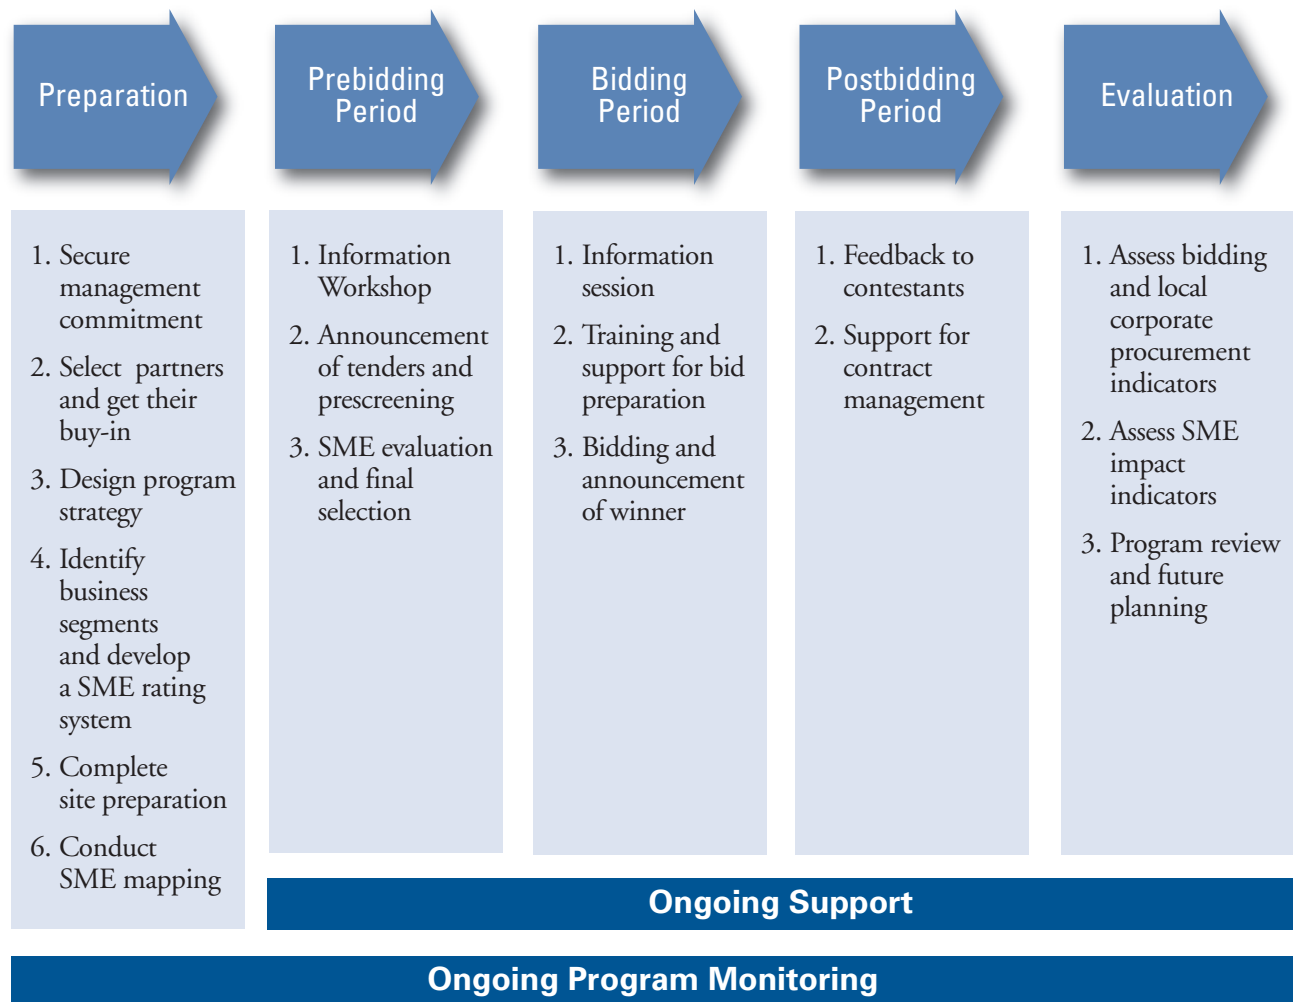 Preparation
Prebidding
Period
Bidding
Period
Postbidding
Period
Evaluation
1. Secure
management
commitment
2. Select partners
and get their
buy-in
3. Design program
strategy
4. Identify
business
segments
and develop
a SME rating
system
5. Complete
site preparation
6. Conduct
SME mapping
1. Information
Workshop
2. Announcement
of tenders and
prescreening
3. SME evaluation
and final
selection
1. Information
session
2. Training and
support for bid
preparation
3. Bidding and
announcement
of winner
1. Feedback to
contestants
2. Support for
contract
management
1. Assess bidding
and local
corporate
procurement
indicators
2. Assess SME
impact
indicators
3. Program review
and future
planning
Ongoing Support
Ongoing Program Monitoring